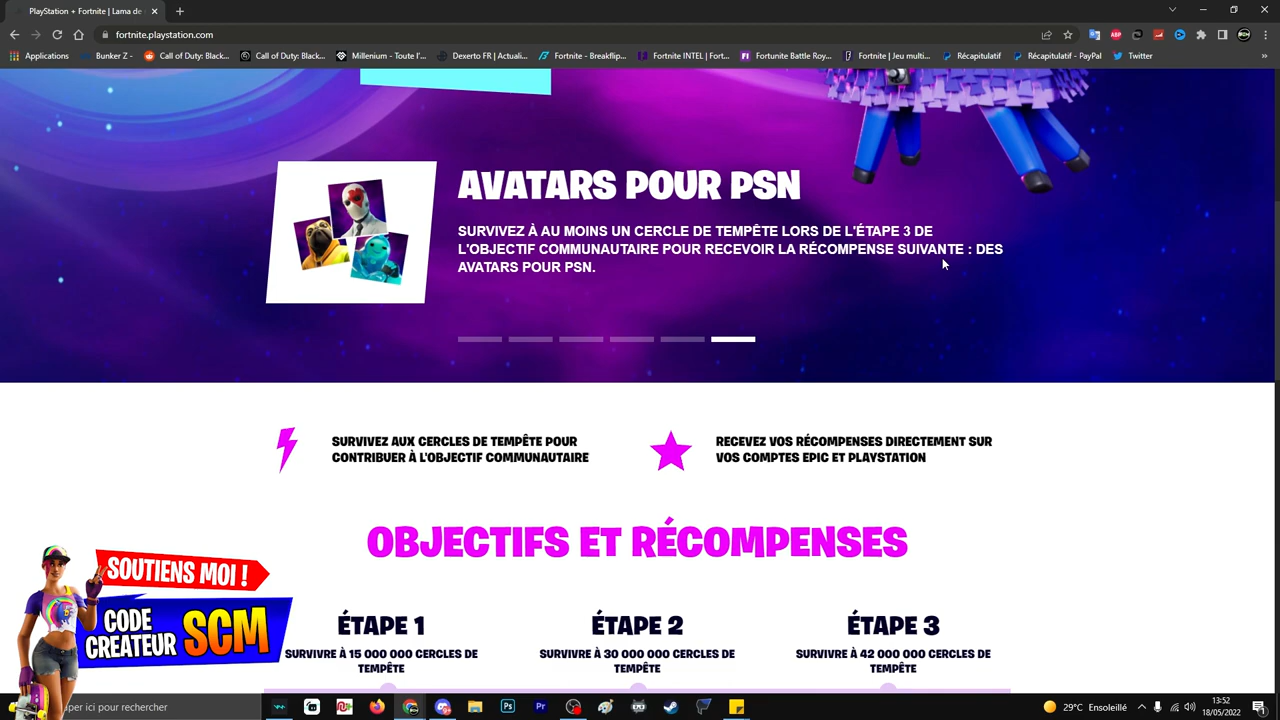 PlayStation + Fortnite | Lama de
fortnite.playstation.com
Applications
Bunker Z -
Call of Duty: Black...
Call of Duty: Black...
Millenium - Toute l'...
Dexerto FR | Actuali...
Fortnite - Breakflip...
Fortnite INTEL | Fort...
Fortunite Battle Roy...
Fortnite | Jeu multi...
Récapitulatif
Récapitulatif - PayPal
Twitter
AVATARS POUR PSN
SURVIVEZ À AU MOINS UN CERCLE DE TEMPÊTE LORS DE L'ÉTAPE 3 DE
L'OBJECTIF COMMUNAUTAIRE POUR RECEVOIR LA RÉCOMPENSE SUIVANTE : DES
AVATARS POUR PSN.
SURVIVEZ AUX CERCLES DE TEMPÊTE POUR
CONTRIBUER À L'OBJECTIF COMMUNAUTAIRE
RECEVEZ VOS RÉCOMPENSES DIRECTEMENT SUR
VOS COMPTES EPIC ET PLAYSTATION
OBJECTIFS ET RÉCOMPENSES
ÉTAPE 1
SURVIVRE À 15 000 000 CERCLES DE
TEMPÊTE
ÉTAPE 2
SURVIVRE À 30 000 000 CERCLES DE
TEMPÊTE
ÉTAPE 3
SURVIVRE À 42 000 000 CERCLES DE
TEMPÊTE
SOUTIENS MOI !
CODE
CREATEUR SCM
per ici pour rechercher
29°C Ensoleillé
13:52
18/05/2022